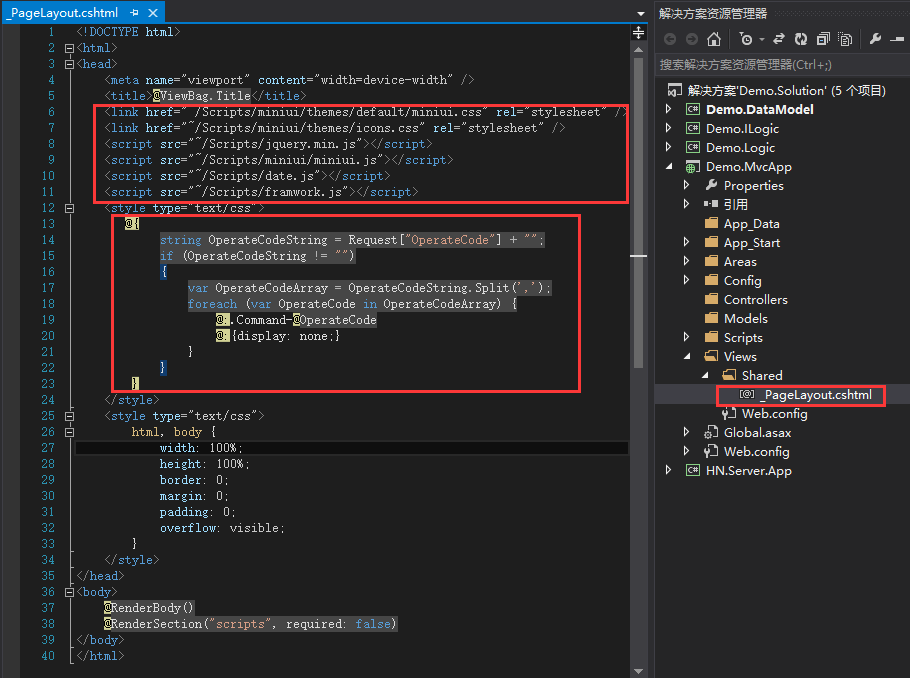 _PageLayout.cshtml
1 <!DOCTYPE html>
2 <html>
3 <head>
4 <meta name="viewport" content="width=device-width" />
5 <title>@ViewBag.Title</title>
6 <link href="~/Scripts/miniui/themes/default/miniui.css" rel="stylesheet" />
7 <link href="~/Scripts/miniui/themes/icons.css" rel="stylesheet" />
8 <script src="~/Scripts/jquery.min.js"></script>
9 <script src="~/Scripts/miniui/miniui.js"></script>
10 <script src="~/Scripts/date.js"></script>
11 <script src="~/Scripts/framwork.js"></script>
12 <style type="text/css">
13 @{
14 string OperateCodeString = Request["OperateCode"] + "";
15 if (OperateCodeString != "")
16 {
17 var OperateCodeArray = OperateCodeString.Split(',');
18 foreach (var OperateCode in OperateCodeArray) {
19 @:.Command-@OperateCode
20 @:{display: none;}
21 }
22 }
23 }
24 </style>
25 <style type="text/css">
26 html, body {
27 width: 100%;
28 height: 100%;
29 border: 0;
30 margin: 0;
31 padding: 0;
32 overflow: visible;
33 }
34 </style>
35 </head>
36 <body>
37 @RenderBody()
38 @RenderSection("scripts", required: false)
39 </body>
40 </html>
解决方案资源管理器
搜索解决方案资源管理器(Ctrl+;)
解决方案'Demo.Solution' (5 个项目)
C# Demo.DataModel
C# Demo.ILogic
C# Demo.Logic
Demo.MvcApp
Properties
引用
App_Data
App_Start
Areas
Config
Controllers
Models
Scripts
Views
Shared
[@] _PageLayout.cshtml
Web.config
Global.asax
Web.config
C# HN.Server.App